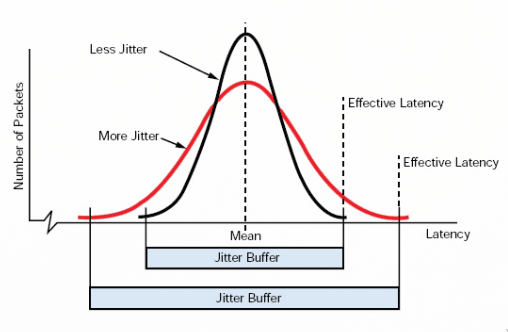 Less Jitter
Effective Latency
More Jitter
Effective Latency
Number of Packets
Mean
Latency
Jitter Buffer
Jitter Buffer